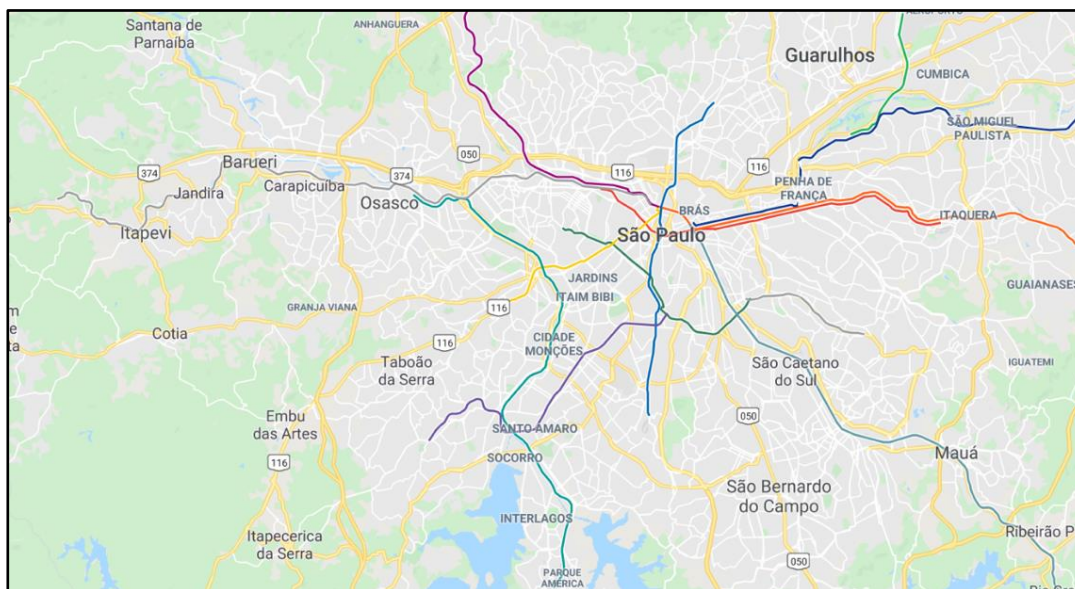 ANHANGUERA
Santana de
Parnaíba
Guarulhos
CUMBICA
SÃO MIGUEL
PAULISTA
050
116
116
374
374
Barueri
Carapicuíba
Jandira
Osasco
PENHA DE
FRANÇA
BRÁS
ITAQUERA
Itapevi
São Paulo
JARDINS
ITAIM BIBI
GUAIANASES
GRANJA VIANA
116
Cotia
116
CIDADE
MONÇÕES
Taboão
da Serra
São Caetano
do Sul
IGUATEMI
Embu
das Artes
050
SANTO AMARO
SOCORRO
116
Mauá
São Bernardo
do Campo
INTERLAGOS
Itapecerica
da Serra
Ribeirão P
050
PARQUE
AMÉRICA